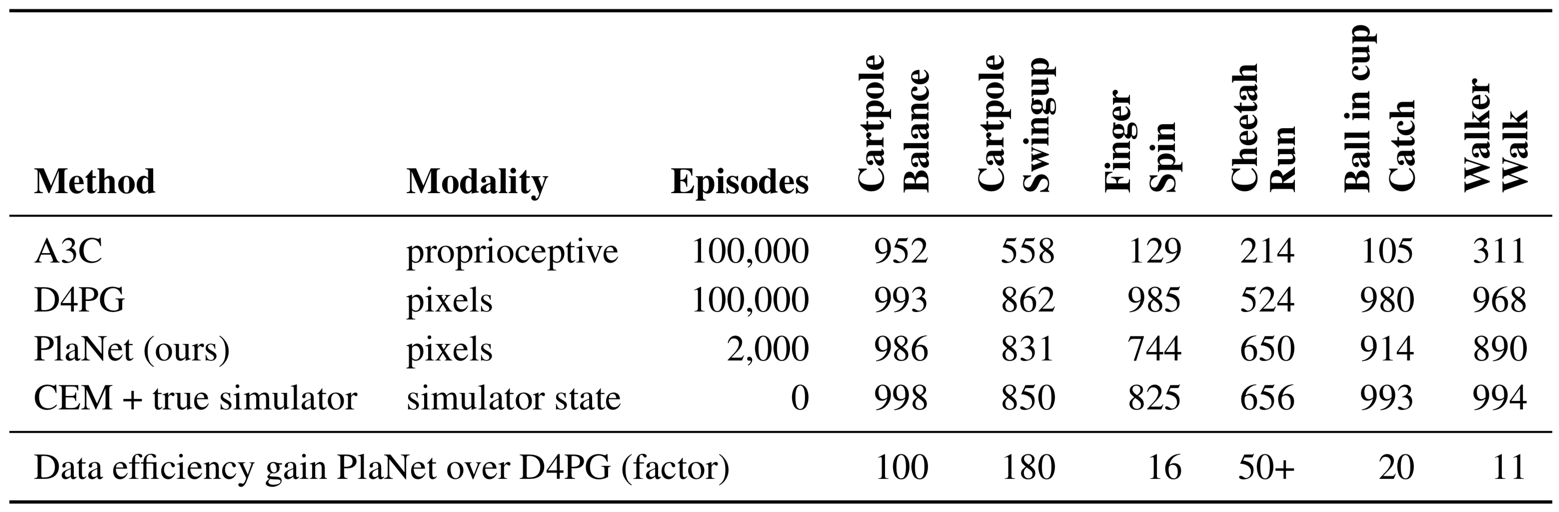 Method Modality Episodes Cartpole Balance Cartpole Swingup Finger Spin Cheetah Run Ball in cup Catch Walker Walk
A3C proprioceptive 100,000 952 558 129 214 105 311
D4PG pixels 100,000 993 862 985 524 980 968
PlaNet (ours) pixels 2,000 986 831 744 650 914 890
CEM + true simulator simulator state 0 998 850 825 656 993 994
Data efficiency gain PlaNet over D4PG (factor) 100 180 16 50+ 20 11